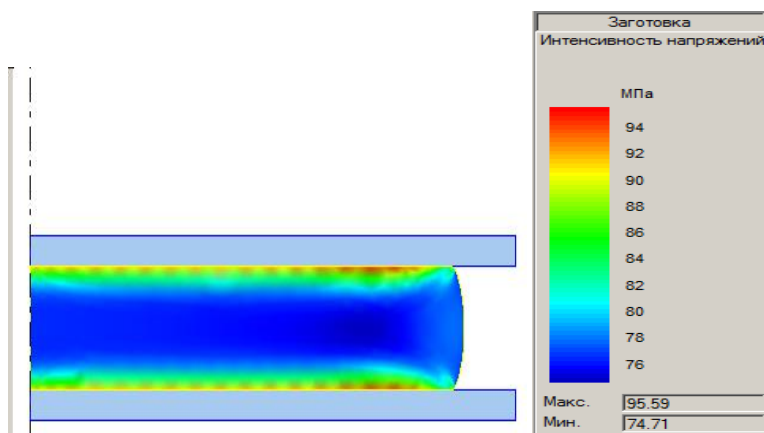 Заготовка
Интенсивность напряжений
МПа
94
92
90
88
86
84
82
80
78
76
Макс. 95.59
Мин. 74.71